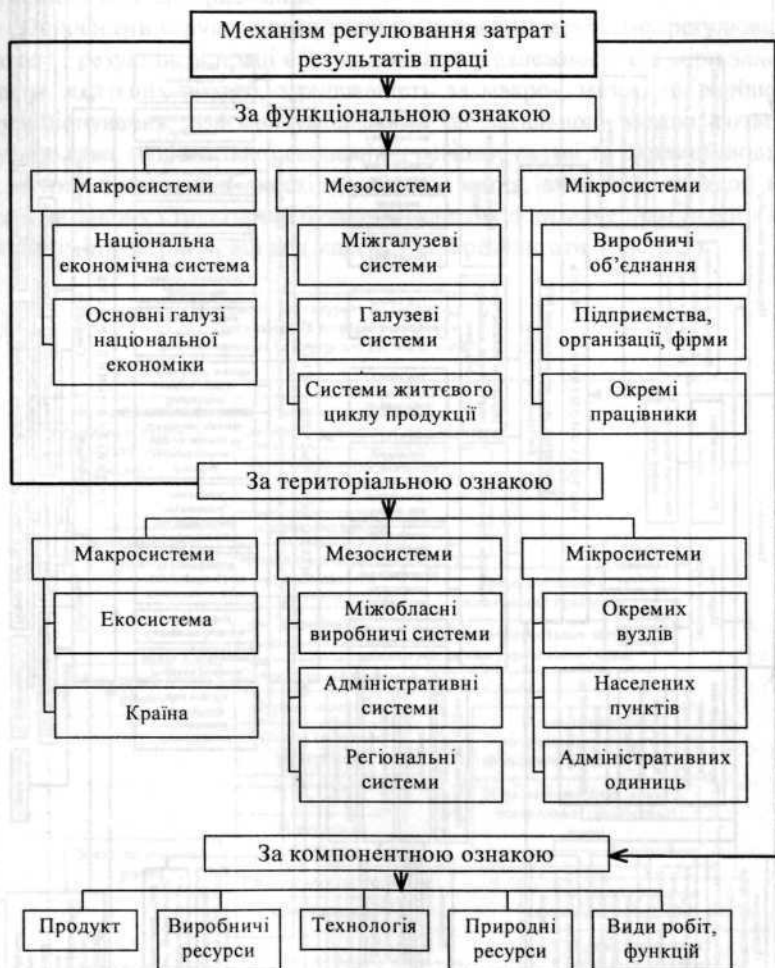 Механізм регулювання затрат і
результатів праці
За функціональною ознакою
Макросистеми
Національна
економічна система
Основні галузі
національної
економіки
Мезосистеми
Міжгалузеві
системи
Галузеві
системи
Системи життєвого
циклу продукції
Мікросистеми
Виробничі
об’єднання
Підприємства,
організації, фірми
Окремі
працівники
За територіальною ознакою
Макросистеми
Екосистема
Країна
Мезосистеми
Міжобласні
виробничі системи
Адміністративні
системи
Регіональні
системи
Мікросистеми
Окремих
вузлів
Населених
пунктів
Адміністративних
одиниць
За компонентною ознакою
Продукт
Виробничі
ресурси
Технологія
Природні
ресурси
Види робіт,
функцій